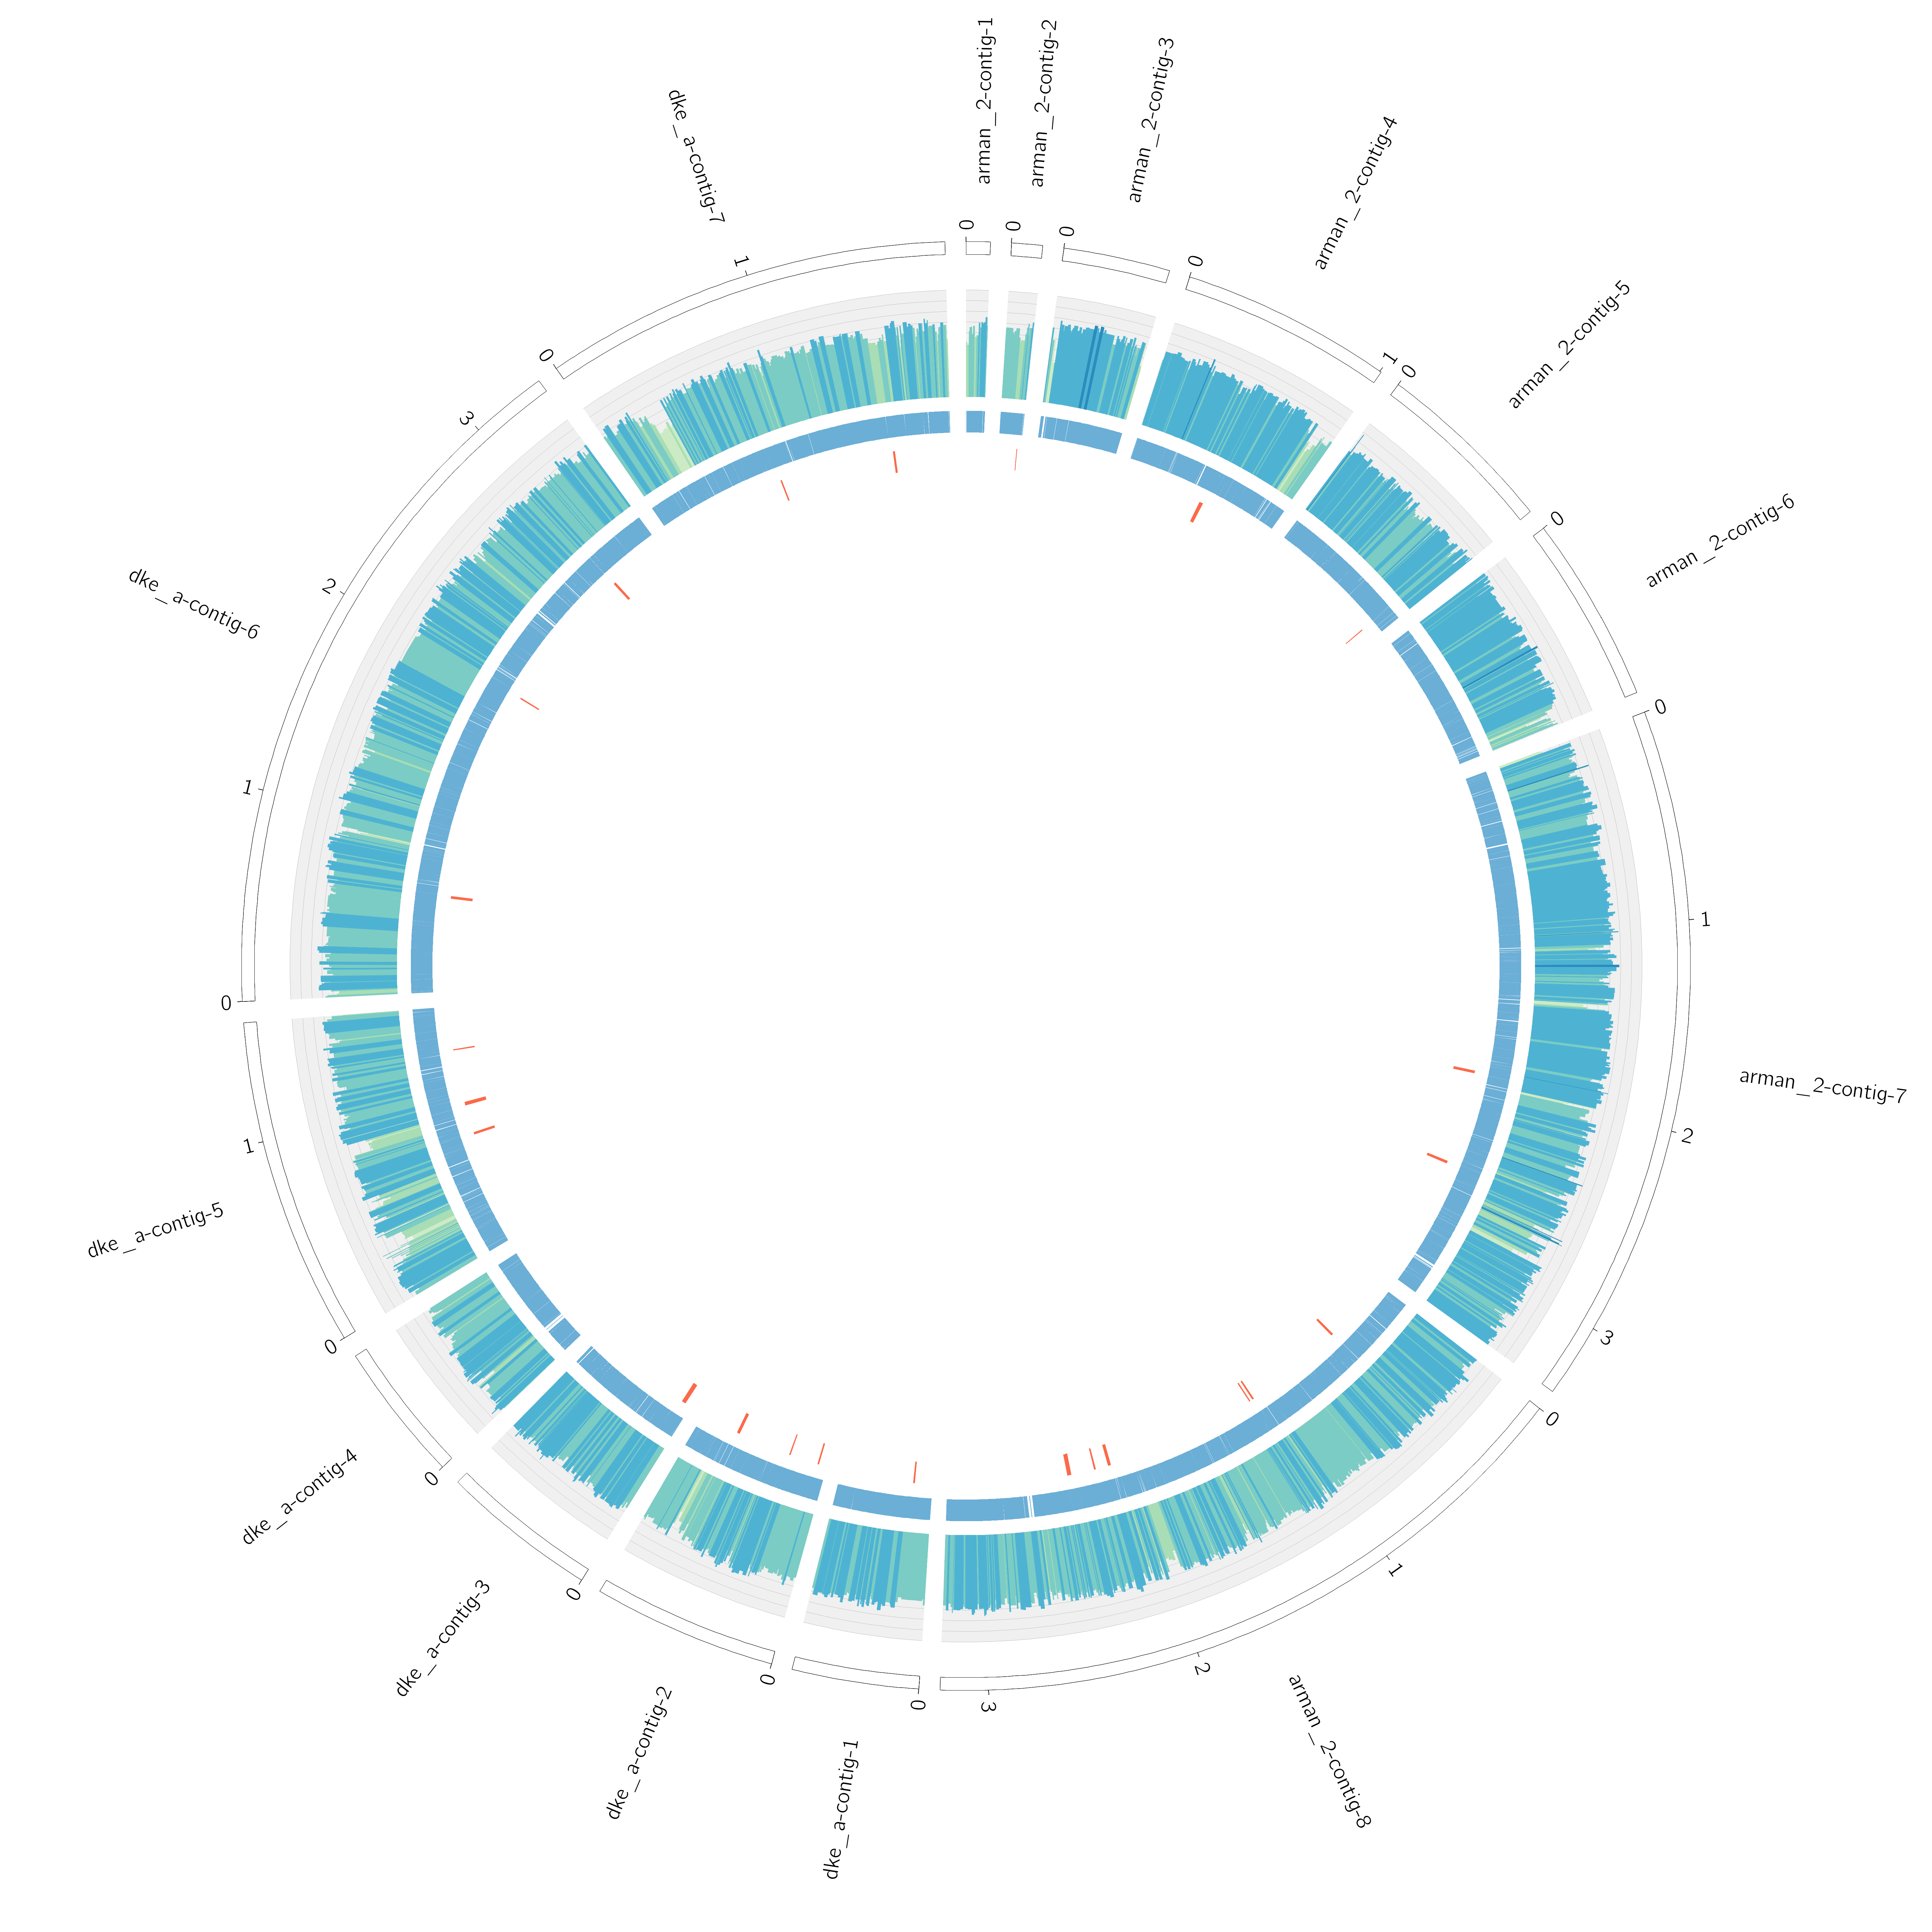 arman_2-contig-1
0
arman_2-contig-2
0
arman_2-contig-3
0
arman_2-contig-4
0
1
arman_2-contig-5
0
arman_2-contig-6
0
arman_2-contig-7
0
1
2
3
arman_2-contig-8
0
1
2
3
dke_a-contig-1
0
dke_a-contig-2
0
dke_a-contig-3
0
dke_a-contig-4
0
dke_a-contig-5
0
1
dke_a-contig-6
0
1
2
3
dke_a-contig-7
0
1